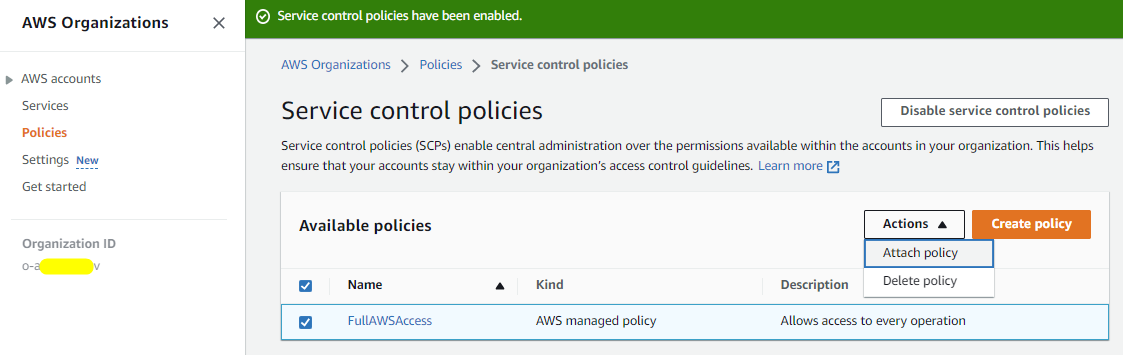 AWS Organizations
Service control policies have been enabled.
AWS Organizations > Policies > Service control policies
AWS accounts
Services
Policies
Settings New
Get started
Organization ID
o-a v
Service control policies
Disable service control policies
Service control policies (SCPs) enable central administration over the permissions available within the accounts in your organization. This helps
ensure that your accounts stay within your organization's access control guidelines. Learn more
Available policies
Actions
Create policy
Attach policy
Delete policy
Name Kind Description
FullAWSAccess AWS managed policy Allows access to every operation